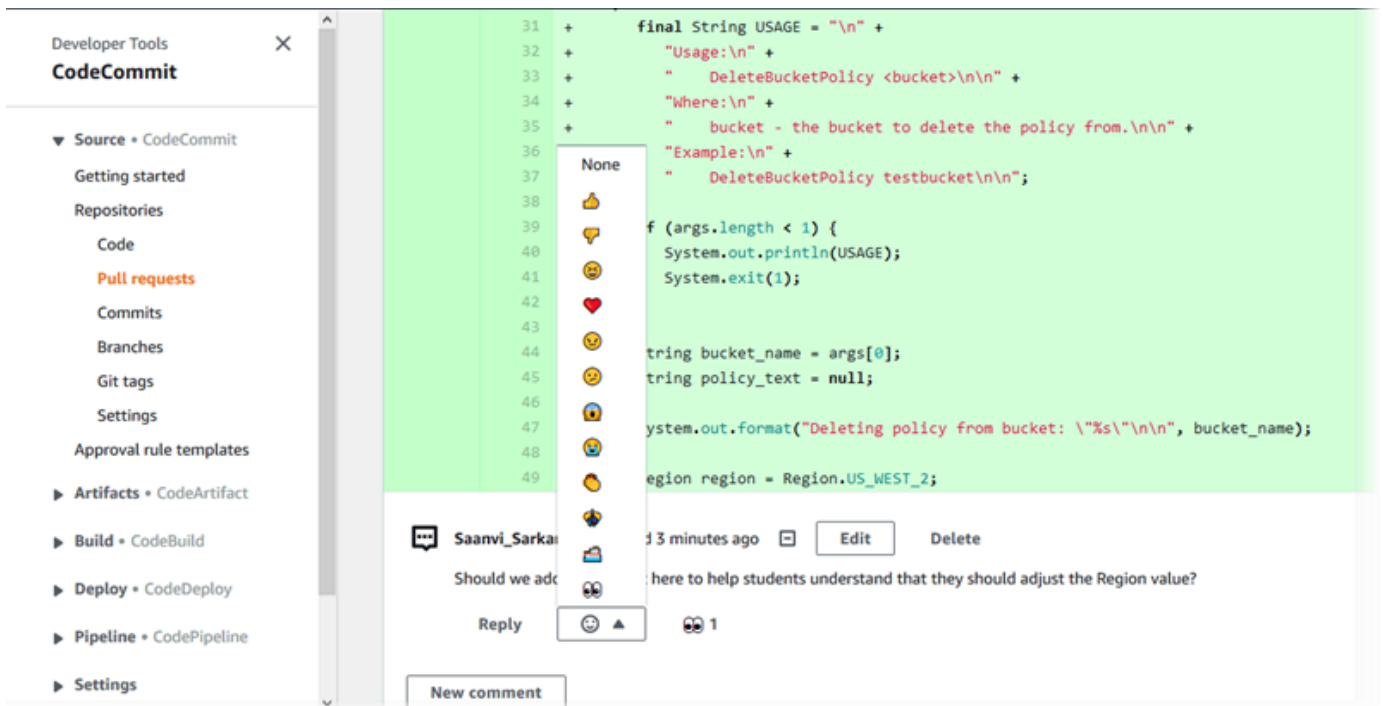 Developer Tools
CodeCommit
Source • CodeCommit
Getting started
Repositories
Code
Pull requests
Commits
Branches
Git tags
Settings
Approval rule templates
Artifacts • CodeArtifact
Build • CodeBuild
Deploy • CodeDeploy
Pipeline • CodePipeline
Settings
31 + final String USAGE = "\n" +
32 + "Usage:\n" +
33 + "    DeleteBucketPolicy <bucket>\n\n" +
34 + "Where:\n" +
35 + "    bucket - the bucket to delete the policy from.\n\n" +
36 "Example:\n" +
37 "    DeleteBucketPolicy testbucket\n\n";
38
39 f (args.length < 1) {
40 System.out.println(USAGE);
41 System.exit(1);
42
43
44 tring bucket_name = args[0];
45 tring policy_text = null;
46
47 ystem.out.format("Deleting policy from bucket: \"%s\"\n\n", bucket_name);
48
49 egion region = Region.US_WEST_2;
None
Saanvi_Sarka d 3 minutes ago Edit Delete
Should we add here to help students understand that they should adjust the Region value?
Reply 1
New comment